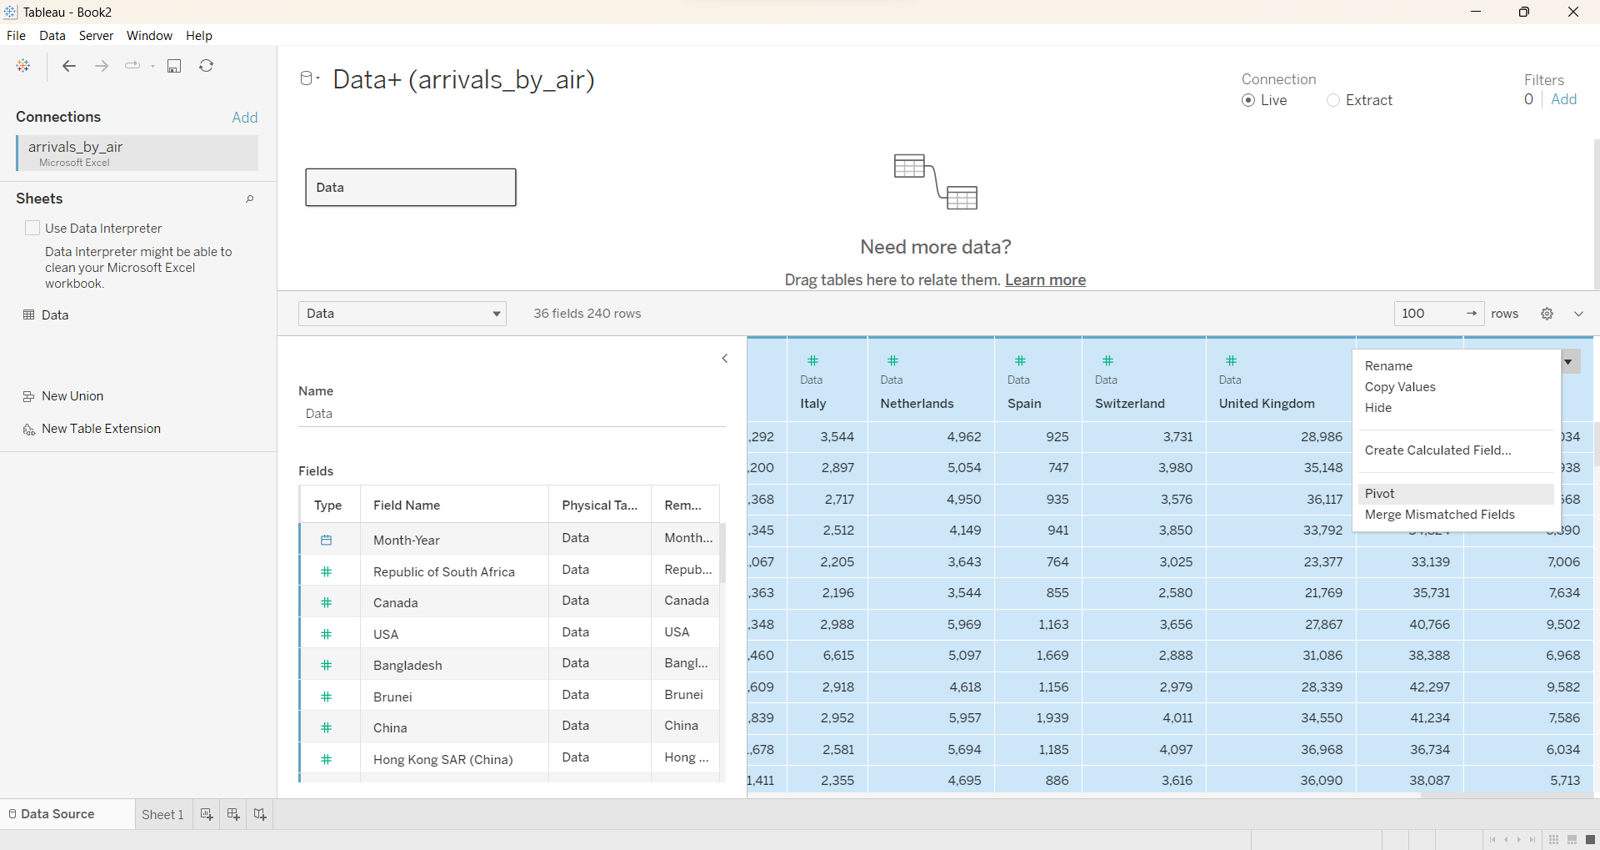 Tableau - Book2
File Data Server Window Help
Connections Add
arrivals_by_air
Microsoft Excel
Sheets
Use Data Interpreter
Data Interpreter might be able to
clean your Microsoft Excel
workbook.
Data
New Union
New Table Extension
Data+ (arrivals_by_air)
Connection
Live Extract
Filters
0 Add
Data
Need more data?
Drag tables here to relate them. Learn more
Data 36 fields 240 rows 100 → rows
Name
Data
Fields
Type Field Name Physical Ta... Rem...
Month-Year Data Month...
Republic of South Africa Data Repub...
Canada Data Canada
USA Data USA
Bangladesh Data Bangl...
Brunei Data Brunei
China Data China
Hong Kong SAR (China) Data Hong ...
Data Data Data Data Data
Italy Netherlands Spain Switzerland United Kingdom
,292 3,544 4,962 925 3,731 28,986 034
,200 2,897 5,054 747 3,980 35,148 938
,368 2,717 4,950 935 3,576 36,117 568
,345 2,512 4,149 941 3,850 33,792
,067 2,205 3,643 764 3,025 23,377 33,139 7,006
,363 2,196 3,544 855 2,580 21,769 35,731 7,634
,348 2,988 5,969 1,163 3,656 27,867 40,766 9,502
,460 6,615 5,097 1,669 2,888 31,086 38,388 6,968
,609 2,918 4,618 1,156 2,979 28,339 42,297 9,582
,839 2,952 5,957 1,939 4,011 34,550 41,234 7,586
,678 2,581 5,694 1,185 4,097 36,968 36,734 6,034
1,411 2,355 4,695 886 3,616 36,090 38,087 5,713
Rename
Copy Values
Hide
Create Calculated Field...
Pivot
Merge Mismatched Fields
Data Source Sheet 1